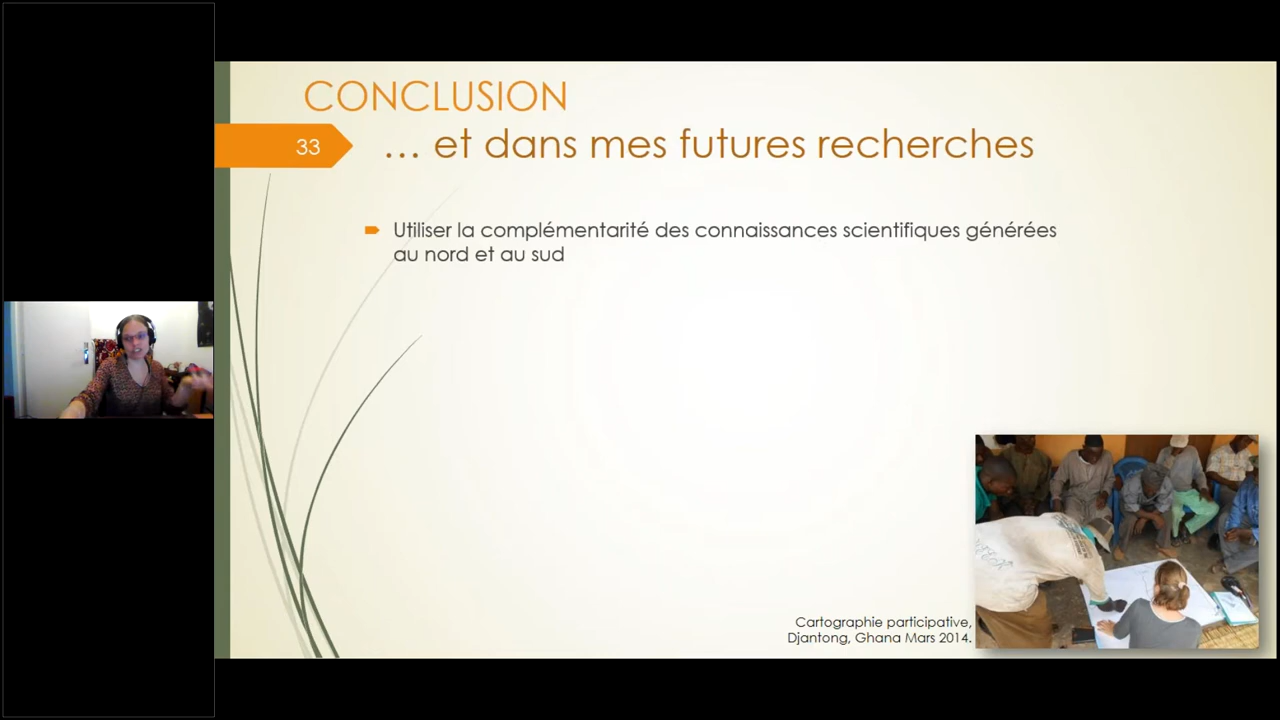 CONCLUSION
33
… et dans mes futures recherches
Utiliser la complémentarité des connaissances scientifiques générées
au nord et au sud
Cartographie participative,
Djantong, Ghana Mars 2014.